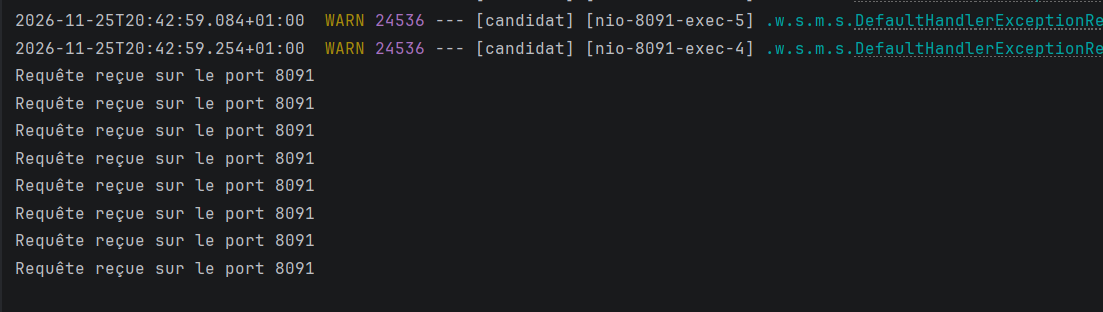 2026-11-25T20:42:59.084+01:00  WARN 24536 --- [candidat] [nio-8091-exec-5] .w.s.m.s.DefaultHandlerExceptionRe
2026-11-25T20:42:59.254+01:00  WARN 24536 --- [candidat] [nio-8091-exec-4] .w.s.m.s.DefaultHandlerExceptionRe
Requête reçue sur le port 8091
Requête reçue sur le port 8091
Requête reçue sur le port 8091
Requête reçue sur le port 8091
Requête reçue sur le port 8091
Requête reçue sur le port 8091
Requête reçue sur le port 8091
Requête reçue sur le port 8091